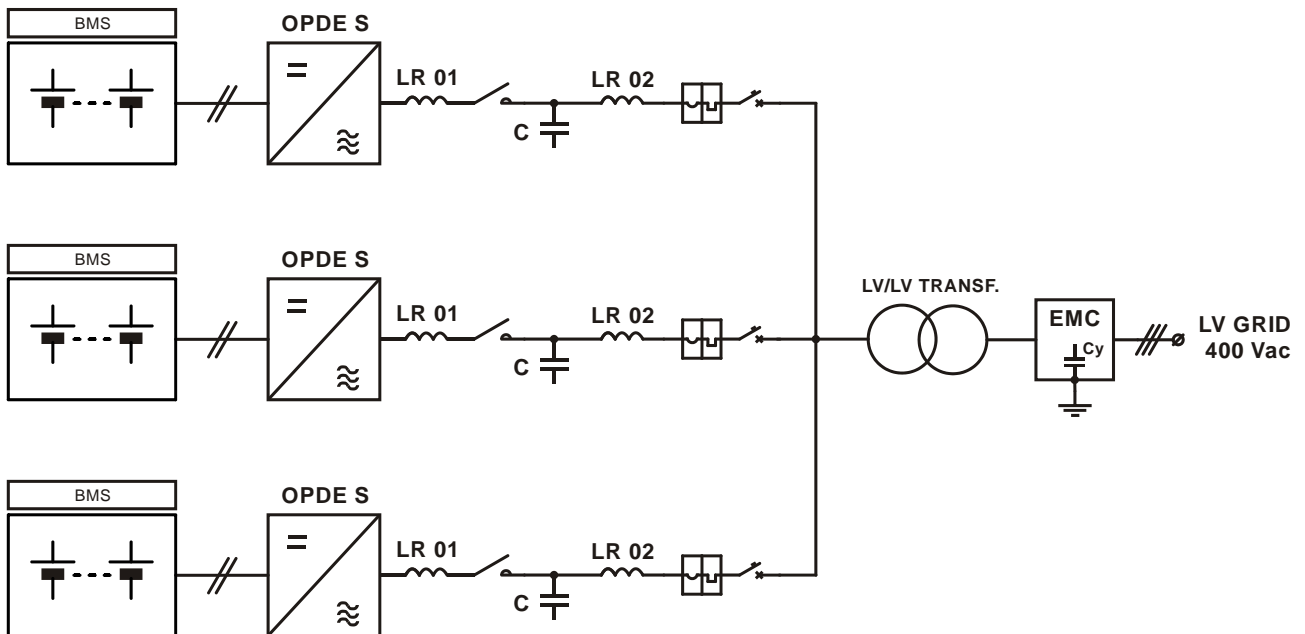 BMS
OPDE S
LR 01
LR 02
C
BMS
OPDE S
LR 01
LR 02
C
LV/LV TRANSF.
EMC
Cy
LV GRID
400 Vac
BMS
OPDE S
LR 01
LR 02
C